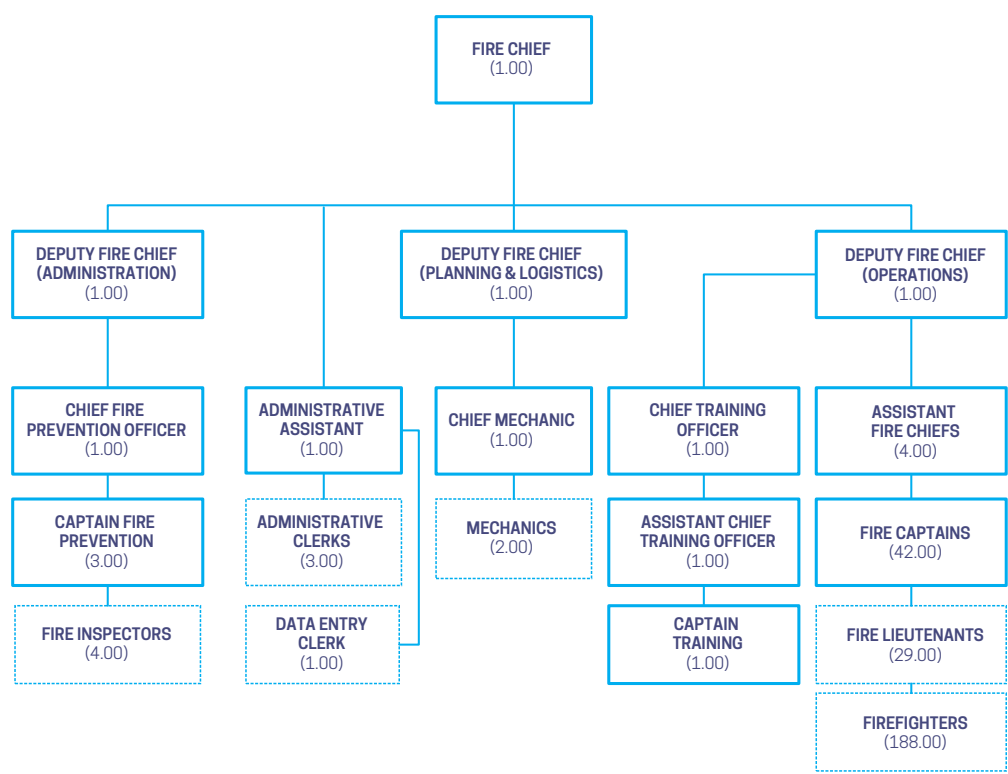 FIRE CHIEF
(1.00)
DEPUTY FIRE CHIEF
(ADMINISTRATION)
(1.00)
DEPUTY FIRE CHIEF
(PLANNING & LOGISTICS)
(1.00)
DEPUTY FIRE CHIEF
(OPERATIONS)
(1.00)
CHIEF FIRE
PREVENTION OFFICER
(1.00)
ADMINISTRATIVE
ASSISTANT
(1.00)
CHIEF MECHANIC
(1.00)
CHIEF TRAINING
OFFICER
(1.00)
ASSISTANT
FIRE CHIEFS
(4.00)
CAPTAIN FIRE
PREVENTION
(3.00)
ADMINISTRATIVE
CLERKS
(3.00)
MECHANICS
(2.00)
ASSISTANT CHIEF
TRAINING OFFICER
(1.00)
FIRE CAPTAINS
(42.00)
FIRE INSPECTORS
(4.00)
DATA ENTRY
CLERK
(1.00)
CAPTAIN
TRAINING
(1.00)
FIRE LIEUTENANTS
(29.00)
FIREFIGHTERS
(188.00)